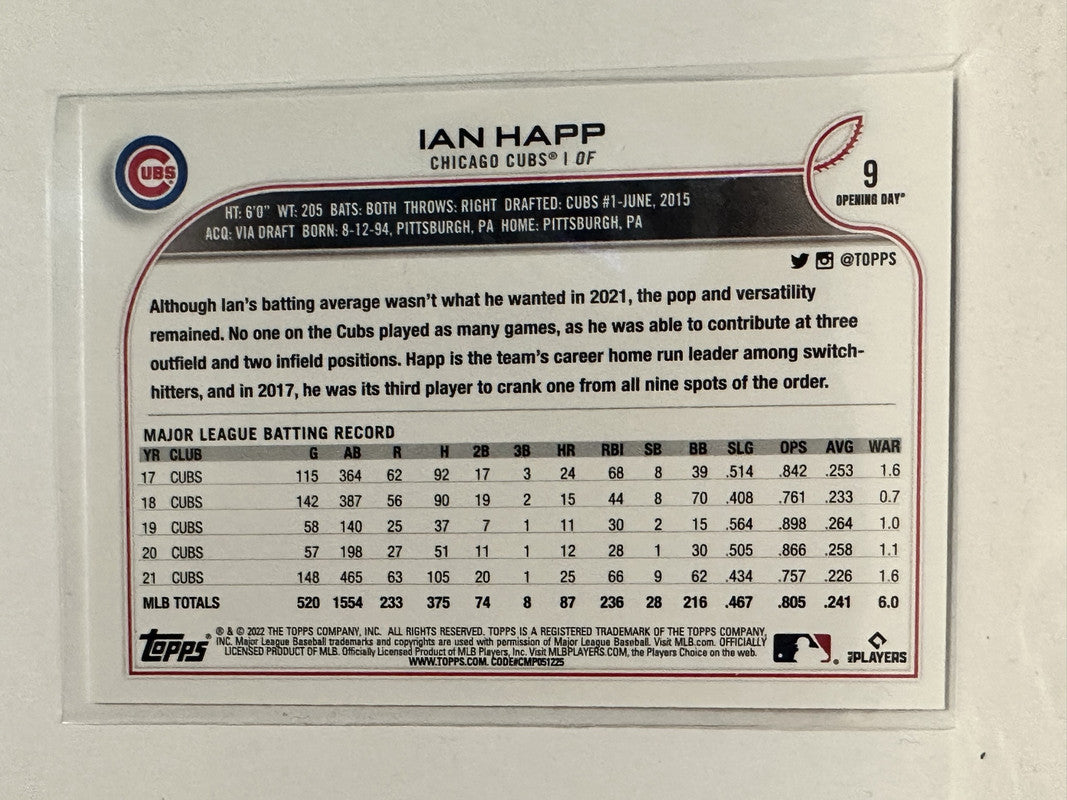 IAN HAPP
CHICAGO CUBS® | OF
CUBS
9
OPENING DAY®
HT: 6'0" WT: 205 BATS: BOTH THROWS: RIGHT DRAFTED: CUBS #1-JUNE, 2015
ACQ: VIA DRAFT BORN: 8-12-94, PITTSBURGH, PA HOME: PITTSBURGH, PA
@TOPPS
Although Ian's batting average wasn't what he wanted in 2021, the pop and versatility
remained. No one on the Cubs played as many games, as he was able to contribute at three
outfield and two infield positions. Happ is the team's career home run leader among switch-
hitters, and in 2017, he was its third player to crank one from all nine spots of the order.
MAJOR LEAGUE BATTING RECORD
YR CLUB G AB R H 2B 3B HR RBI SB BB SLG OPS AVG WAR
17 CUBS 115 364 62 92 17 3 24 68 8 39 .514 .842 .253 1.6
18 CUBS 142 387 56 90 19 2 15 44 8 70 .408 .761 .233 0.7
19 CUBS 58 140 25 37 7 1 11 30 2 15 .564 .898 .264 1.0
20 CUBS 57 198 27 51 11 1 12 28 1 30 .505 .866 .258 1.1
21 CUBS 148 465 63 105 20 1 25 66 9 62 .434 .757 .226 1.6
MLB TOTALS 520 1554 233 375 74 8 87 236 28 216 .467 .805 .241 6.0
Topps®
® & © 2022 THE TOPPS COMPANY, INC. ALL RIGHTS RESERVED. TOPPS IS A REGISTERED TRADEMARK OF THE TOPPS COMPANY,
INC. Major League Baseball trademarks and copyrights are used with permission of Major League Baseball. Visit MLB.com. OFFICIALLY
LICENSED PRODUCT OF MLB. Officially Licensed Product of MLB Players, Inc. Visit MLBPLAYERS.COM, the Players Choice on the web.
WWW.TOPPS.COM. CODE#CMP051225
MLBPLAYERS